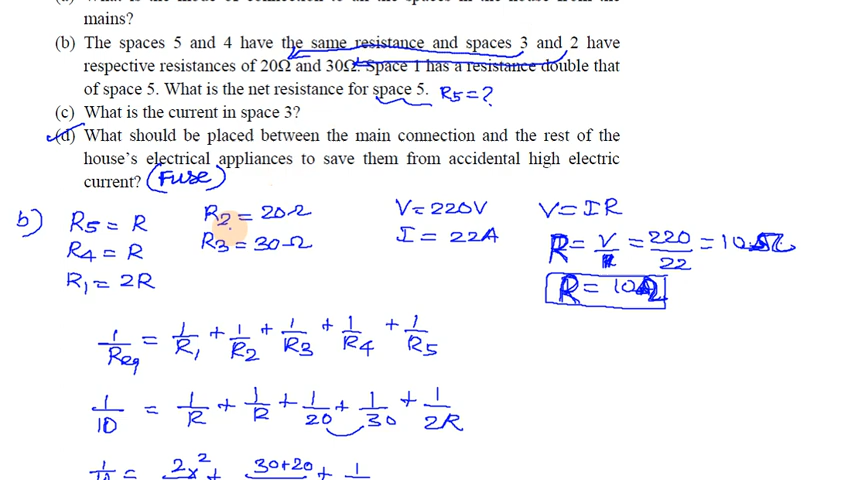 mains?
(b) The spaces 5 and 4 have the same resistance and spaces 3 and 2 have
respective resistances of 20Ω and 30Ω. Space 1 has a resistance double that
of space 5. What is the net resistance for space 5. R5 = ?
(c) What is the current in space 3?
(d) What should be placed between the main connection and the rest of the
house's electrical appliances to save them from accidental high electric
current? (Fuse)
b) R5 = R R2 = 20Ω V = 220V V = IR
R4 = R R3 = 30Ω I = 22A R = V/I = 220/22 = 10Ω
R1 = 2R R = 10Ω
1/Req = 1/R1 + 1/R2 + 1/R3 + 1/R4 + 1/R5
1/10 = 1/R + 1/R + 1/20 + 1/30 + 1/2R